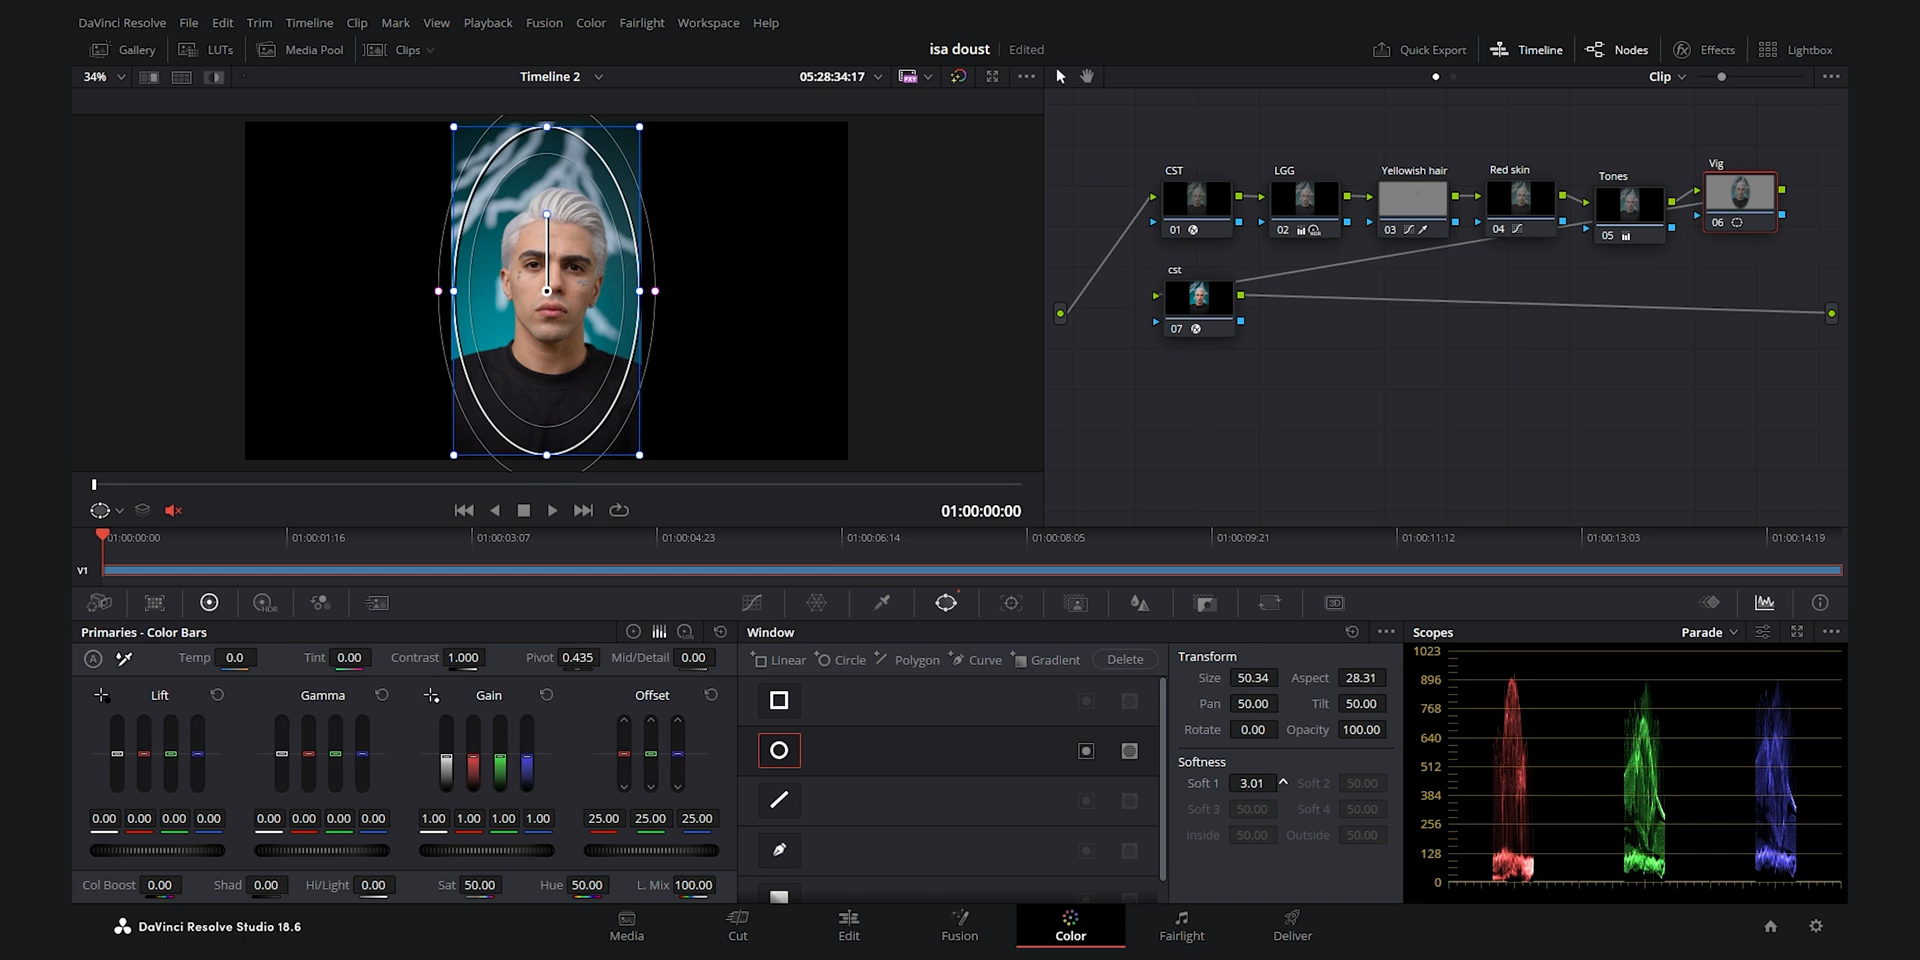 DaVinci Resolve File Edit Trim Timeline Clip Mark View Playback Fusion Color Fairlight Workspace Help
Gallery LUTs Media Pool Clips isa doust Edited Quick Export Timeline Nodes Effects Lightbox
34% Timeline 2 05:28:34:17 Clip
Vig
CST LGG Yellowish hair Red skin Tones
01 02 HDR 03 04 05 06
cst
07
01:00:00:00
01:00:00:00 01:00:01:16 01:00:03:07 01:00:04:23 01:00:06:14 01:00:08:05 01:00:09:21 01:00:11:12 01:00:13:03 01:00:14:19
V1
HDR 3D
Primaries - Color Bars LOG Window Scopes Parade
A Temp 0.0 Tint 0.00 Contrast 1.000 Pivot 0.435 Mid/Detail 0.00
Linear Circle Polygon Curve Gradient Delete
Lift Gamma Gain Offset
0.00 0.00 0.00 0.00 0.00 0.00 0.00 0.00 1.00 1.00 1.00 1.00 25.00 25.00 25.00
Col Boost 0.00 Shad 0.00 Hi/Light 0.00 Sat 50.00 Hue 50.00 L. Mix 100.00
Transform
Size 50.34 Aspect 28.31
Pan 50.00 Tilt 50.00
Rotate 0.00 Opacity 100.00
Softness
Soft 1 3.01 Soft 2 50.00
Soft 3 50.00 Soft 4 50.00
Inside 50.00 Outside 50.00
1023
896
768
640
512
384
256
128
0
DaVinci Resolve Studio 18.6
Media Cut Edit Fusion Color Fairlight Deliver